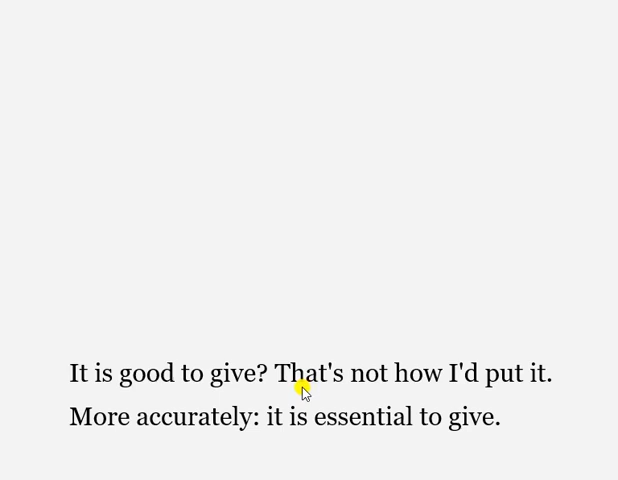 It is good to give? That's not how I'd put it.
More accurately: it is essential to give.